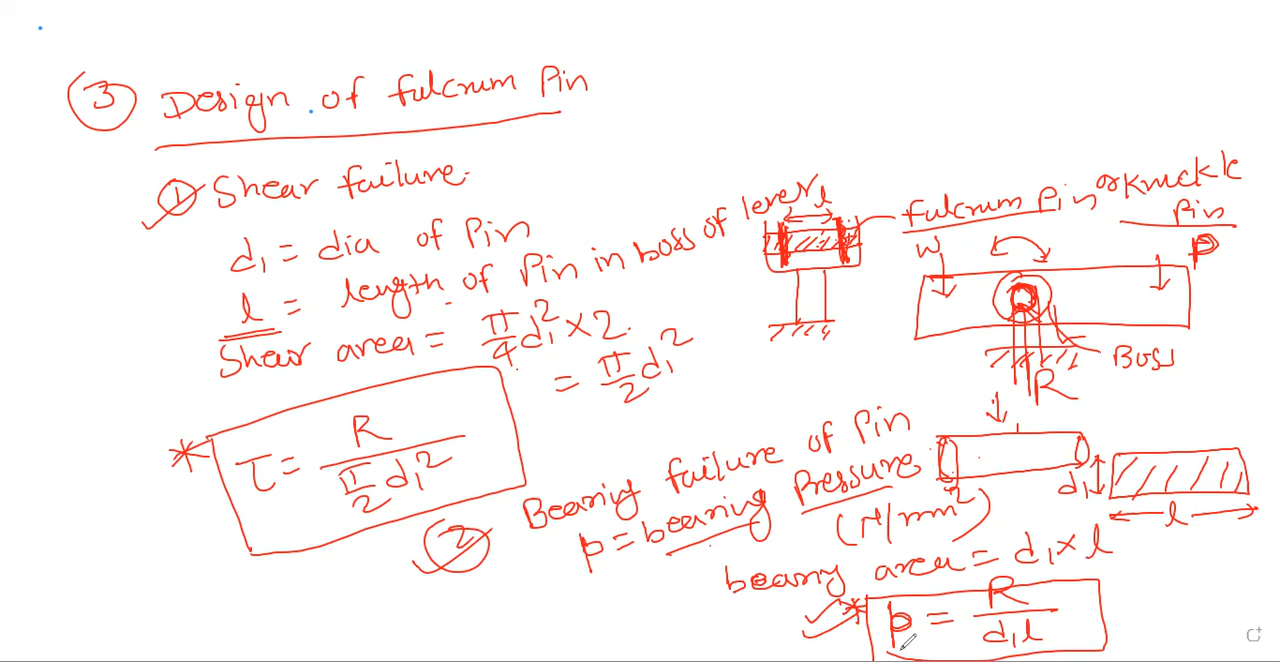 ③ Design of fulcrum Pin
① Shear failure
d₁ = dia of Pin
l = length of Pin in boss of lever
Shear area = π/4 d₁² × 2
= π/2 d₁²
* τ = R / (π/2 d₁²)
l
fulcrum Pin or Knuckle
Pin
W
P
Boss
R
② Bearing failure of Pin
p = bearing Pressure
(N/mm²)
d₁
l
bearing area = d₁ × l
* p = R / d₁l